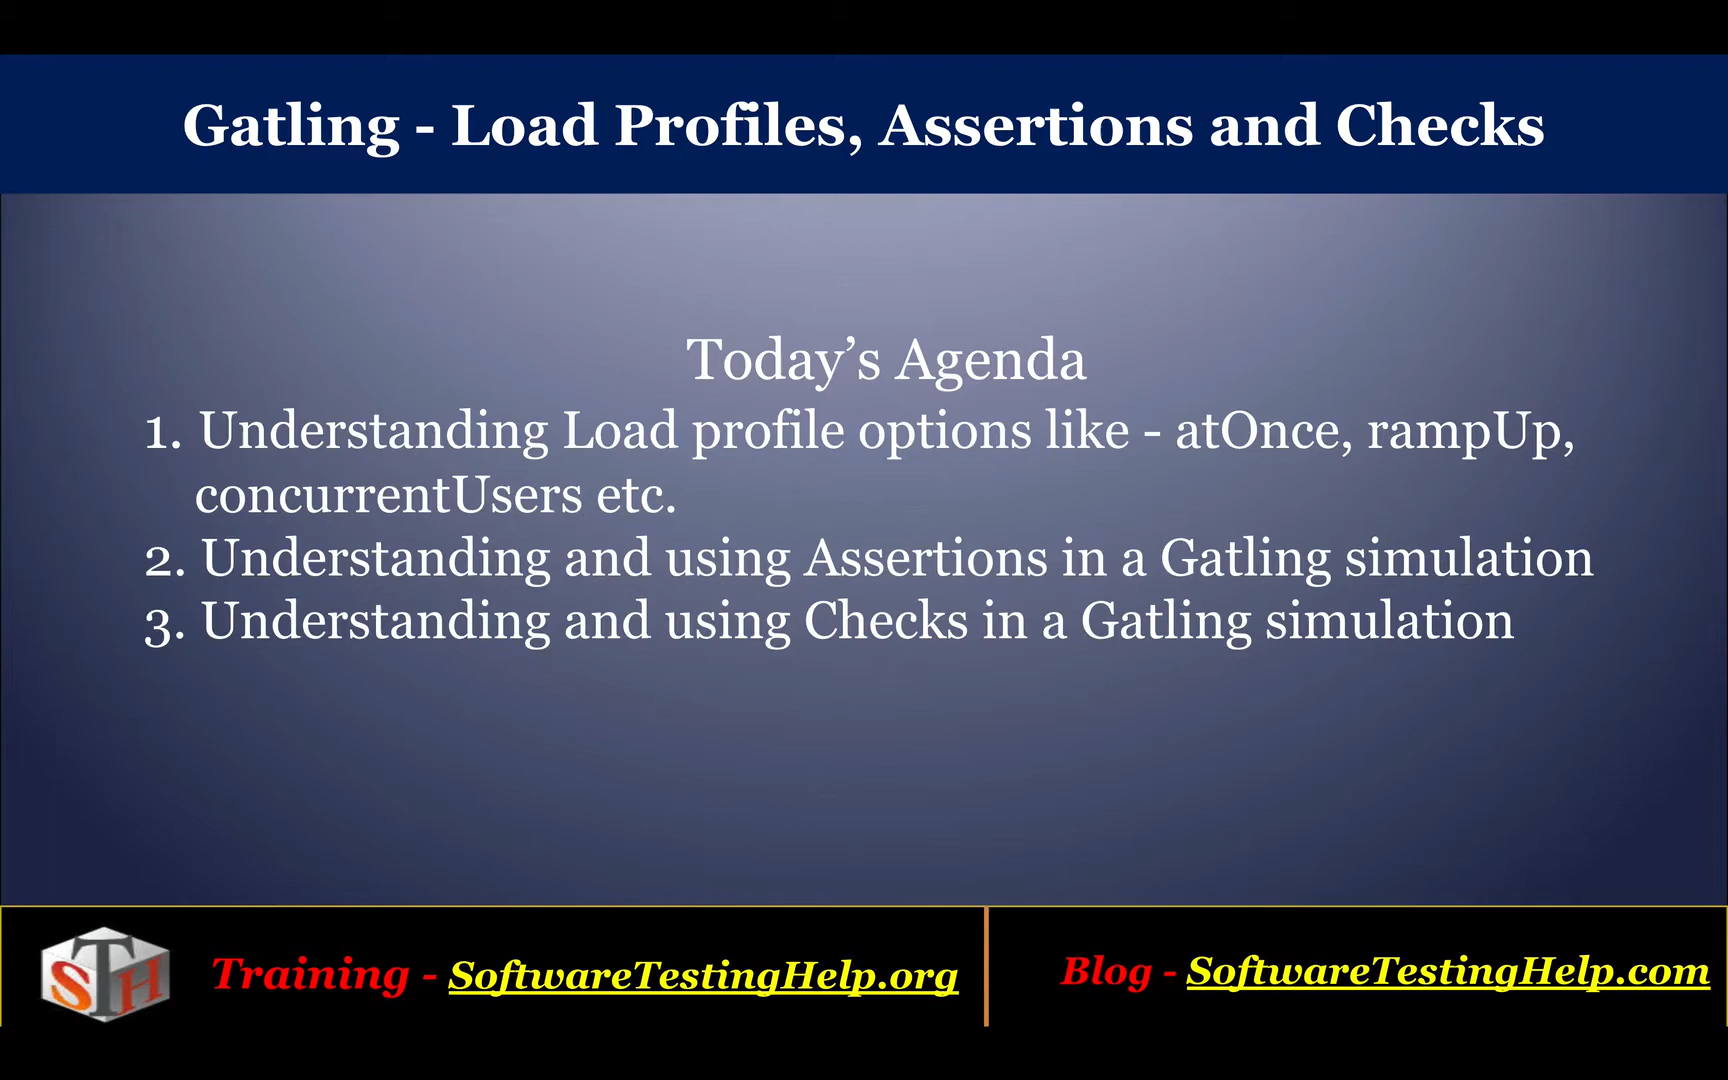 Gatling - Load Profiles, Assertions and Checks
Today’s Agenda
1. Understanding Load profile options like - atOnce, rampUp,
concurrentUsers etc.
2. Understanding and using Assertions in a Gatling simulation
3. Understanding and using Checks in a Gatling simulation
STH
Training - SoftwareTestingHelp.org
Blog - SoftwareTestingHelp.com